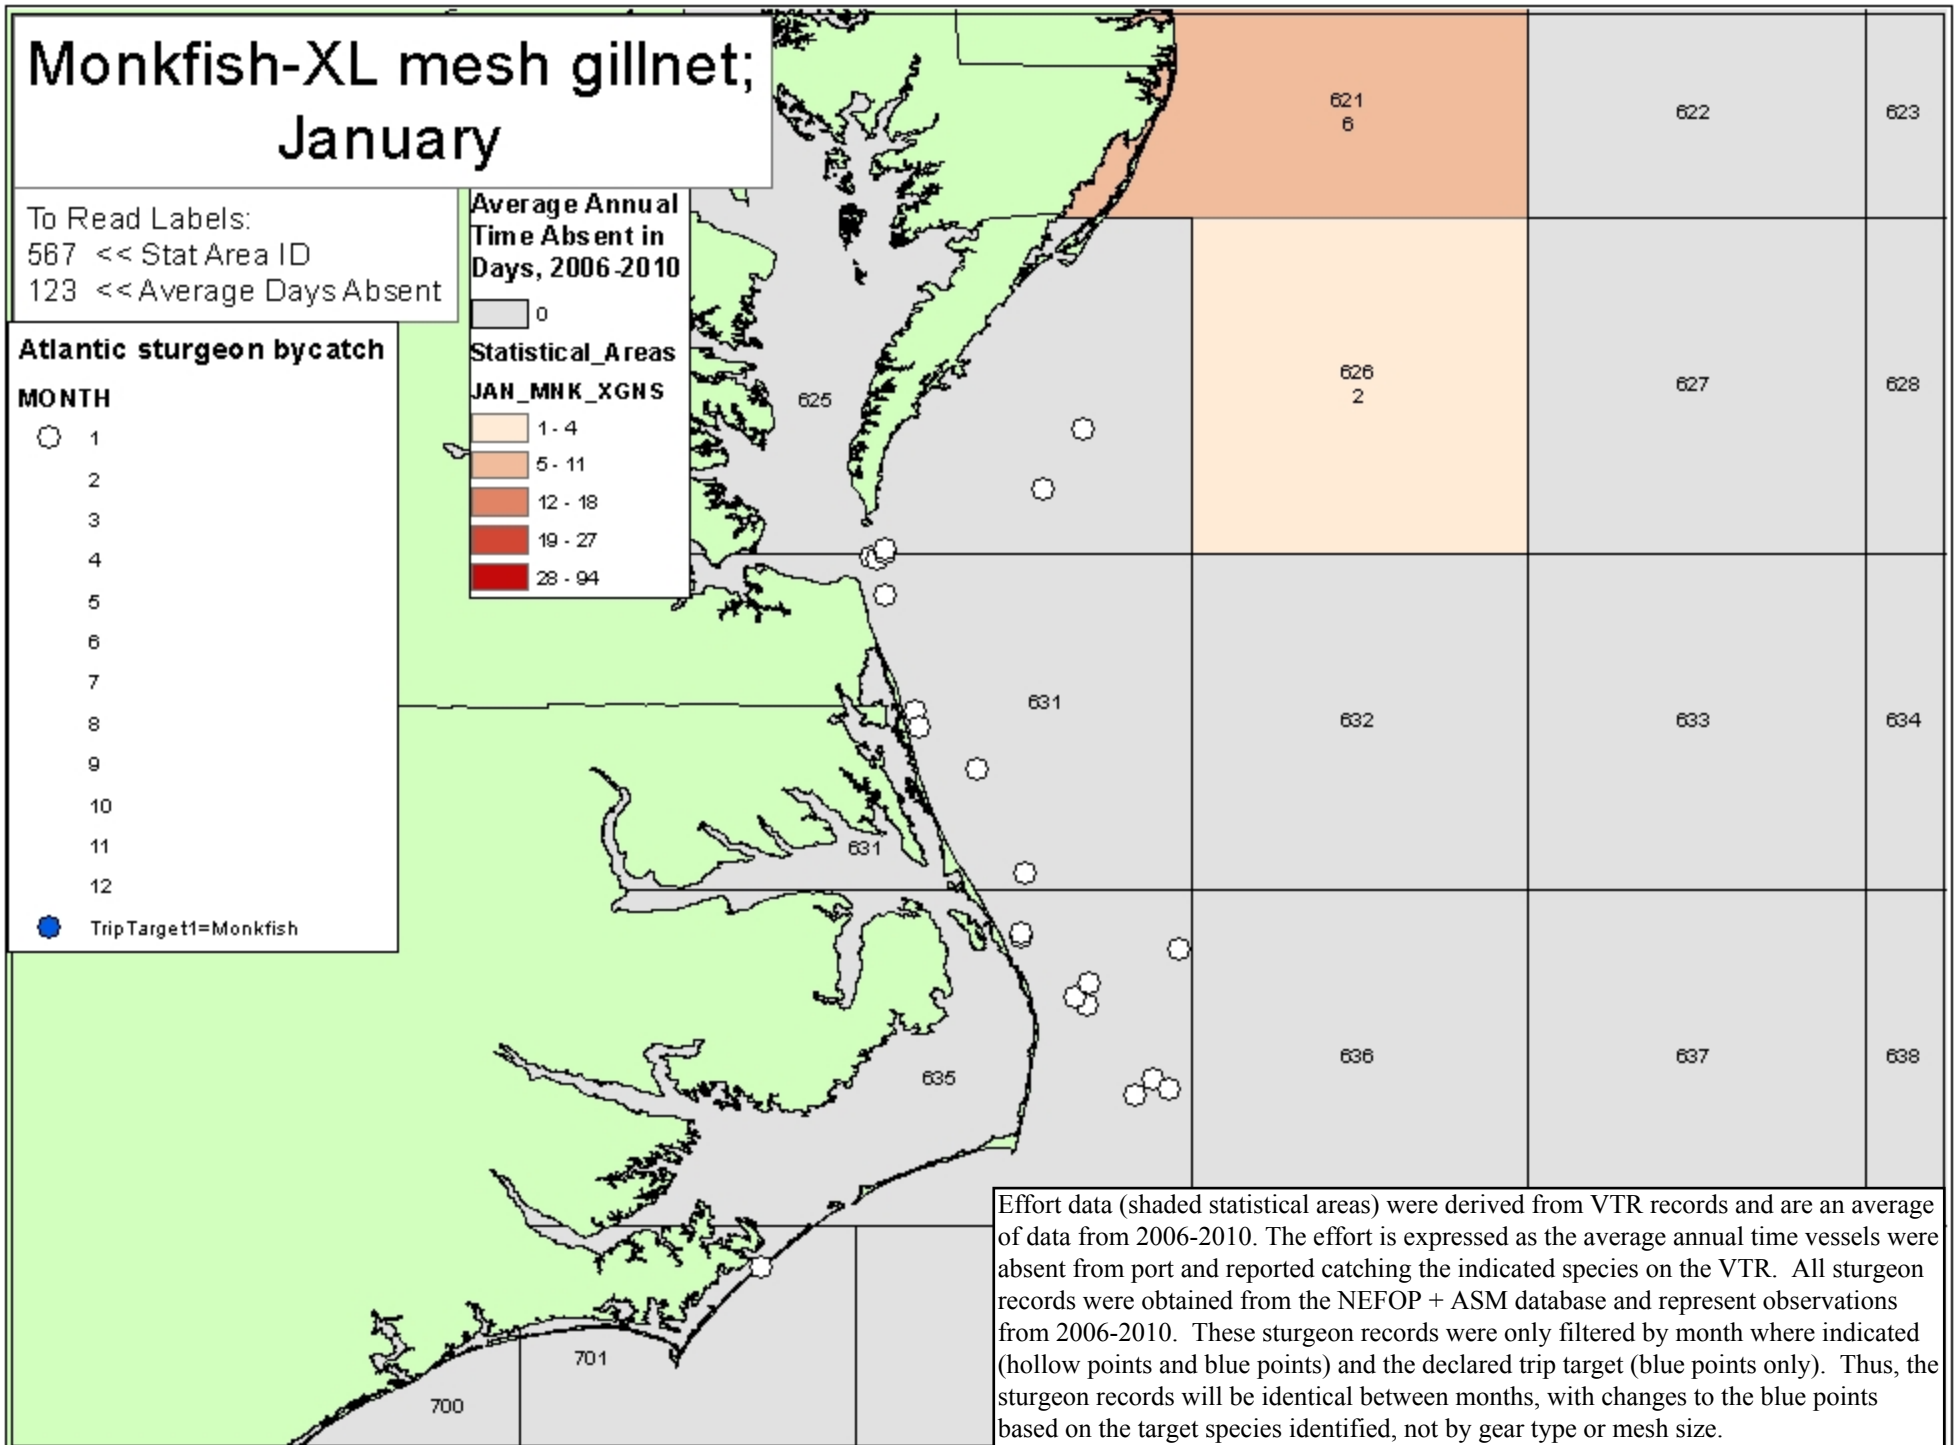 Monkfish-XL mesh gillnet;
January
To Read Labels:
567 << Stat Area ID
123 << Average Days Absent
Average Annual
Time Absent in
Days, 2006-2010
0
Statistical_Areas
JAN_MNK_XGNS
1 - 4
5 - 11
12 - 18
19 - 27
28 - 94
Atlantic sturgeon bycatch
MONTH
1
2
3
4
5
6
7
8
9
10
11
12
TripTarget1=Monkfish
621
6
622
623
625
626
2
627
628
631
632
633
634
631
635
636
637
638
701
700
Effort data (shaded statistical areas) were derived from VTR records and are an average
of data from 2006-2010. The effort is expressed as the average annual time vessels were
absent from port and reported catching the indicated species on the VTR.  All sturgeon
records were obtained from the NEFOP + ASM database and represent observations
from 2006-2010.  These sturgeon records were only filtered by month where indicated
(hollow points and blue points) and the declared trip target (blue points only).  Thus, the
sturgeon records will be identical between months, with changes to the blue points
based on the target species identified, not by gear type or mesh size.